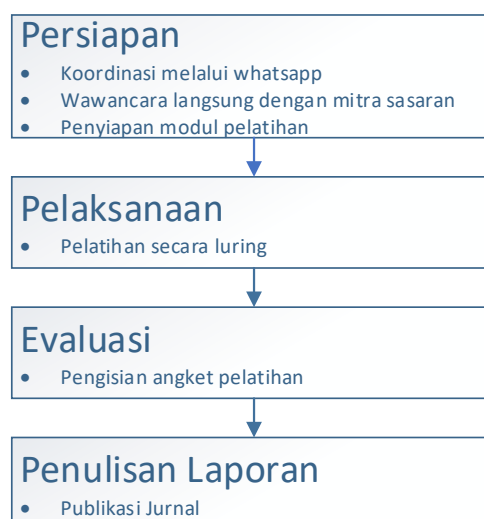 Persiapan
• Koordinasi melalui whatsapp
• Wawancara langsung dengan mitra sasaran
• Penyiapan modul pelatihan
Pelaksanaan
• Pelatihan secara luring
Evaluasi
• Pengisian angket pelatihan
Penulisan Laporan
• Publikasi Jurnal